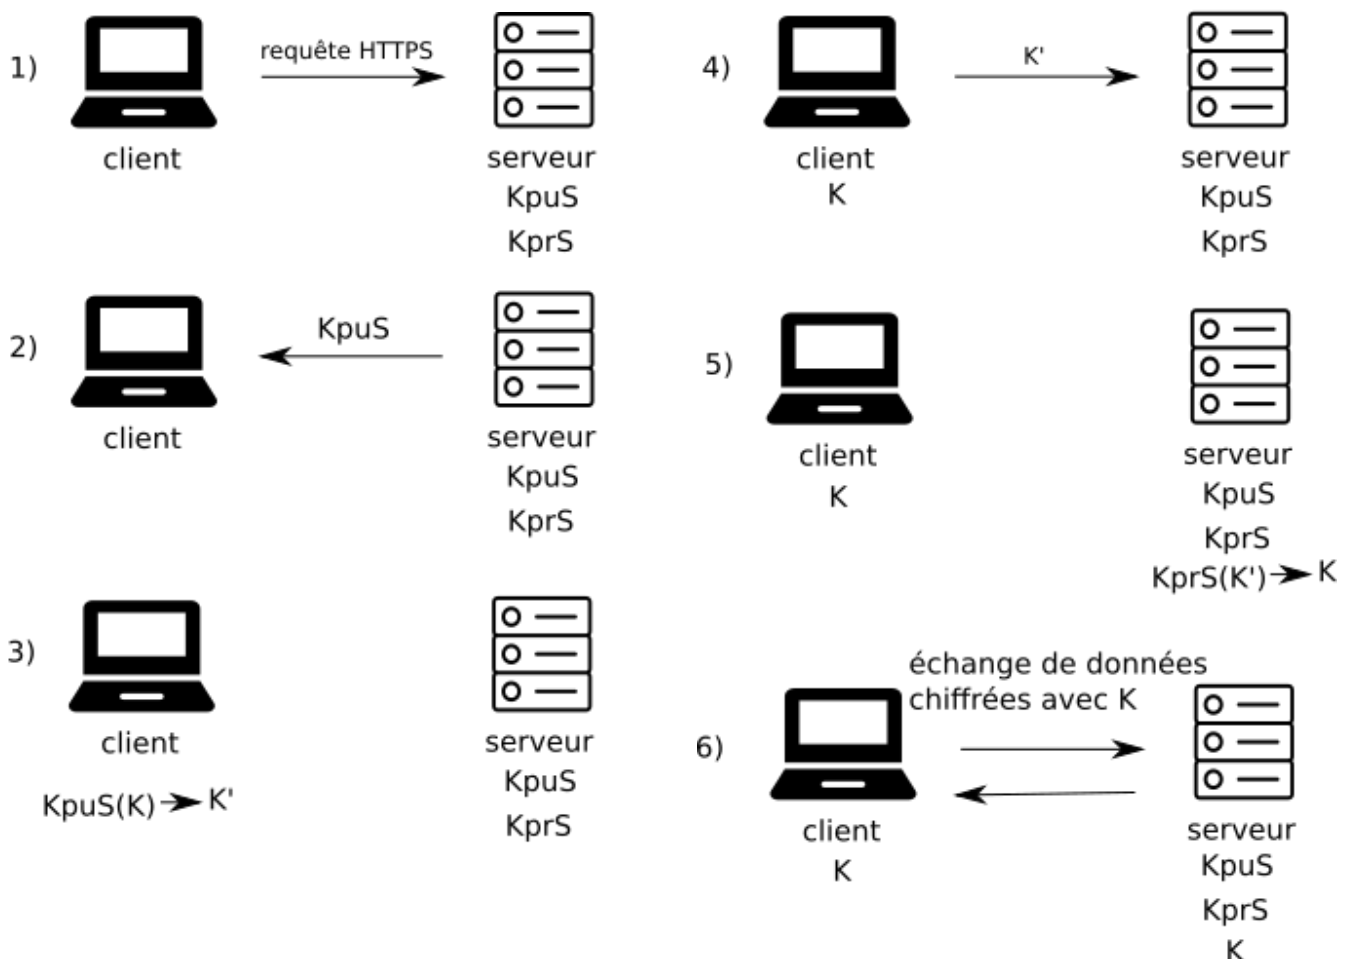 1)
requête HTTPS
client
serveur
KpuS
KprS
2)
KpuS
client
serveur
KpuS
KprS
3)
client
KpuS(K) K'
serveur
KpuS
KprS
4)
K'
client
K
serveur
KpuS
KprS
5)
client
K
serveur
KpuS
KprS
KprS(K') K
6)
échange de données
chiffrées avec K
client
K
serveur
KpuS
KprS
K